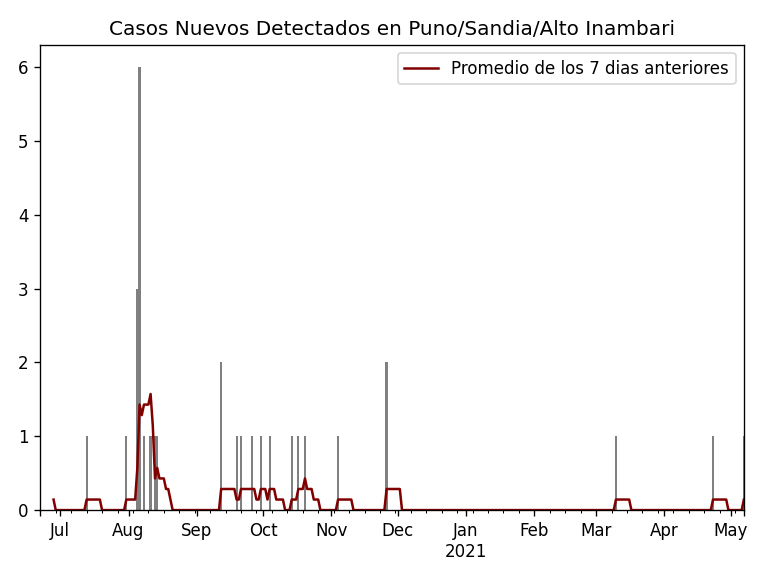 Casos Nuevos Detectados en Puno/Sandia/Alto Inambari
Promedio de los 7 dias anteriores
6
5
4
3
2
1
0
Jul Aug Sep Oct Nov Dec Jan Feb Mar Apr May
2021